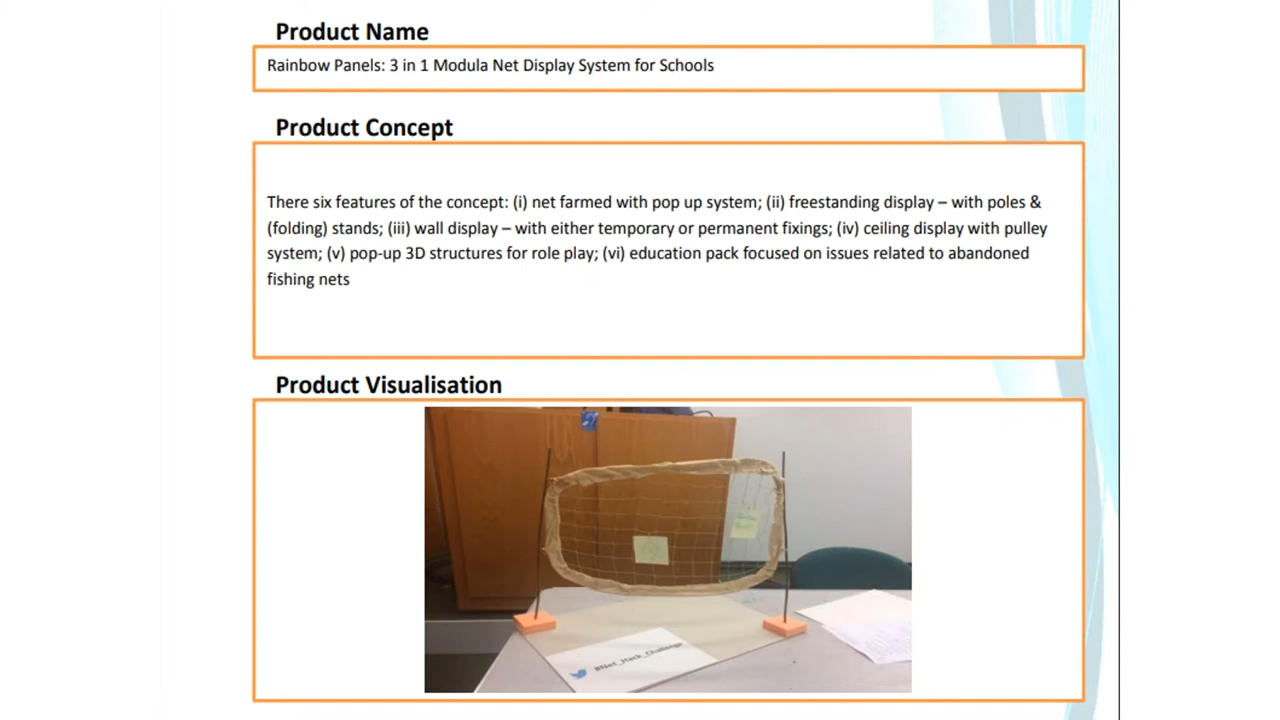 Product Name
Rainbow Panels: 3 in 1 Modula Net Display System for Schools
Product Concept
There six features of the concept: (i) net farmed with pop up system; (ii) freestanding display – with poles &
(folding) stands; (iii) wall display – with either temporary or permanent fixings; (iv) ceiling display with pulley
system; (v) pop-up 3D structures for role play; (vi) education pack focused on issues related to abandoned
fishing nets
Product Visualisation
#Net_Hack_Challenge